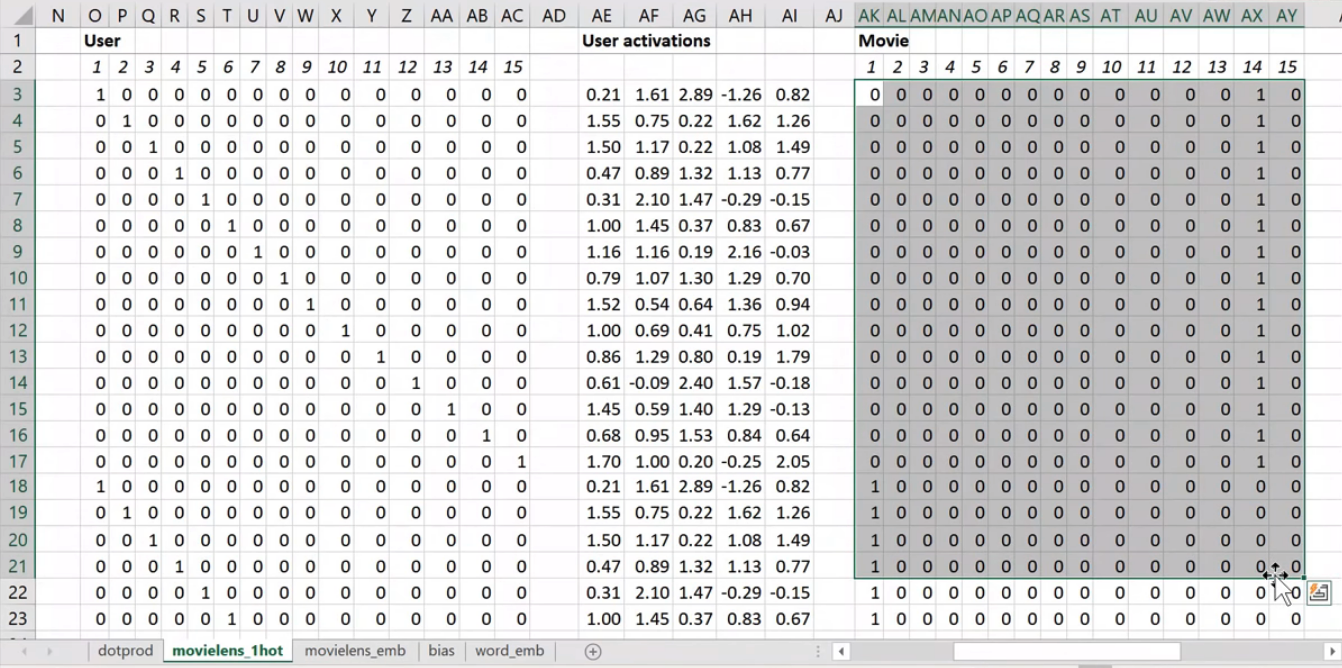 N O P Q R S T U V W X Y Z AA AB AC AD AE AF AG AH AI AJ AK AL AM AN AO AP AQ AR AS AT AU AV AW AX AY
1 User User activations Movie
2 1 2 3 4 5 6 7 8 9 10 11 12 13 14 15 1 2 3 4 5 6 7 8 9 10 11 12 13 14 15
3 1 0 0 0 0 0 0 0 0 0 0 0 0 0 0 0.21 1.61 2.89 -1.26 0.82 0 0 0 0 0 0 0 0 0 0 0 0 0 1 0
4 0 1 0 0 0 0 0 0 0 0 0 0 0 0 0 1.55 0.75 0.22 1.62 1.26 0 0 0 0 0 0 0 0 0 0 0 0 0 1 0
5 0 0 1 0 0 0 0 0 0 0 0 0 0 0 0 1.50 1.17 0.22 1.08 1.49 0 0 0 0 0 0 0 0 0 0 0 0 0 1 0
6 0 0 0 1 0 0 0 0 0 0 0 0 0 0 0 0.47 0.89 1.32 1.13 0.77 0 0 0 0 0 0 0 0 0 0 0 0 0 1 0
7 0 0 0 0 1 0 0 0 0 0 0 0 0 0 0 0.31 2.10 1.47 -0.29 -0.15 0 0 0 0 0 0 0 0 0 0 0 0 0 1 0
8 0 0 0 0 0 1 0 0 0 0 0 0 0 0 0 1.00 1.45 0.37 0.83 0.67 0 0 0 0 0 0 0 0 0 0 0 0 0 1 0
9 0 0 0 0 0 0 1 0 0 0 0 0 0 0 0 1.16 1.16 0.19 2.16 -0.03 0 0 0 0 0 0 0 0 0 0 0 0 0 1 0
10 0 0 0 0 0 0 0 1 0 0 0 0 0 0 0 0.79 1.07 1.30 1.29 0.70 0 0 0 0 0 0 0 0 0 0 0 0 0 1 0
11 0 0 0 0 0 0 0 0 1 0 0 0 0 0 0 1.52 0.54 0.64 1.36 0.94 0 0 0 0 0 0 0 0 0 0 0 0 0 1 0
12 0 0 0 0 0 0 0 0 0 1 0 0 0 0 0 1.00 0.69 0.41 0.75 1.02 0 0 0 0 0 0 0 0 0 0 0 0 0 1 0
13 0 0 0 0 0 0 0 0 0 0 1 0 0 0 0 0.86 1.29 0.80 0.19 1.79 0 0 0 0 0 0 0 0 0 0 0 0 0 1 0
14 0 0 0 0 0 0 0 0 0 0 0 1 0 0 0 0.61 -0.09 2.40 1.57 -0.18 0 0 0 0 0 0 0 0 0 0 0 0 0 1 0
15 0 0 0 0 0 0 0 0 0 0 0 0 1 0 0 1.45 0.59 1.40 1.29 -0.13 0 0 0 0 0 0 0 0 0 0 0 0 0 1 0
16 0 0 0 0 0 0 0 0 0 0 0 0 0 1 0 0.68 0.95 1.53 0.84 0.64 0 0 0 0 0 0 0 0 0 0 0 0 0 1 0
17 0 0 0 0 0 0 0 0 0 0 0 0 0 0 1 1.70 1.00 0.20 -0.25 2.05 0 0 0 0 0 0 0 0 0 0 0 0 0 1 0
18 1 0 0 0 0 0 0 0 0 0 0 0 0 0 0 0.21 1.61 2.89 -1.26 0.82 1 0 0 0 0 0 0 0 0 0 0 0 0 0 0
19 0 1 0 0 0 0 0 0 0 0 0 0 0 0 0 1.55 0.75 0.22 1.62 1.26 1 0 0 0 0 0 0 0 0 0 0 0 0 0 0
20 0 0 1 0 0 0 0 0 0 0 0 0 0 0 0 1.50 1.17 0.22 1.08 1.49 1 0 0 0 0 0 0 0 0 0 0 0 0 0 0
21 0 0 0 1 0 0 0 0 0 0 0 0 0 0 0 0.47 0.89 1.32 1.13 0.77 1 0 0 0 0 0 0 0 0 0 0 0 0 0 0
22 0 0 0 0 1 0 0 0 0 0 0 0 0 0 0 0.31 2.10 1.47 -0.29 -0.15 1 0 0 0 0 0 0 0 0 0 0 0 0 0 0
23 0 0 0 0 0 1 0 0 0 0 0 0 0 0 0 1.00 1.45 0.37 0.83 0.67 1 0 0 0 0 0 0 0 0 0 0 0 0 0 0
dotprod movielens_1hot movielens_emb bias word_emb